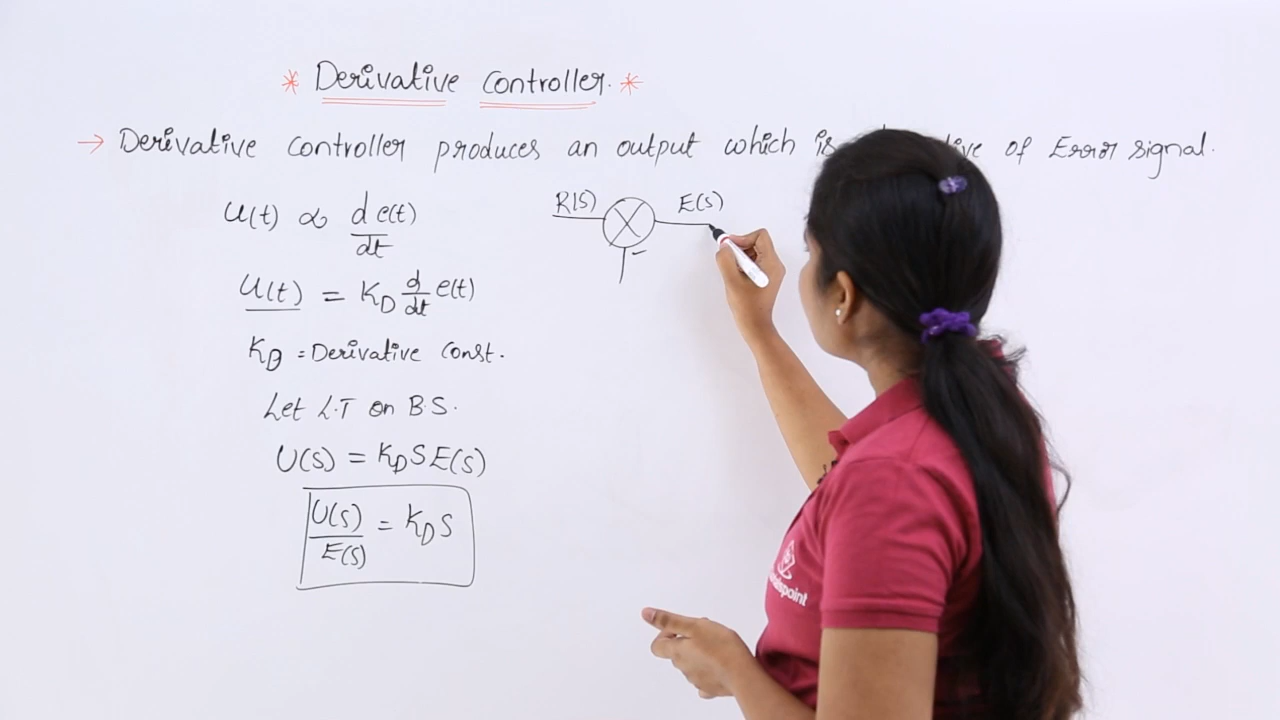 * Derivative Controller. *
→ Derivative Controller produces an output which is of Error signal.
U(t) ∝ d e(t) / dt
U(t) = K_D d/dt e(t)
K_D = Derivative Const.
Let L.T on B.S.
U(S) = K_D S E(S)
U(S) / E(S) = K_D S
R(S) E(S)
-